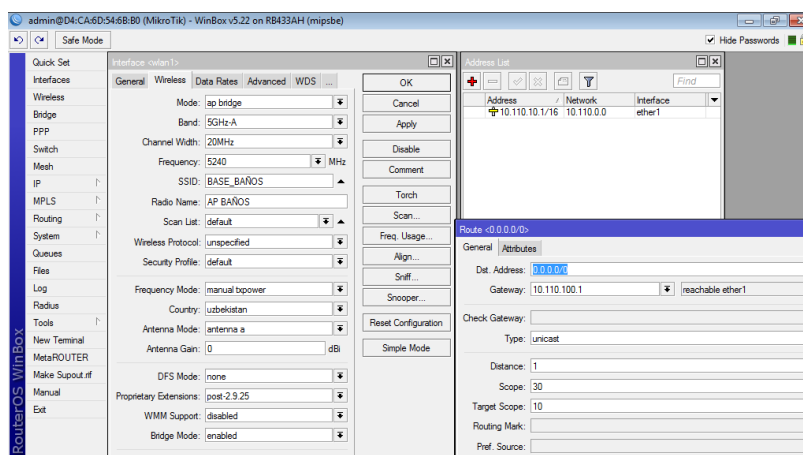 admin@D4:CA:6D:54:6B:B0 (MikroTik) - WinBox v5.22 on RB433AH (mipsbe)
Safe Mode
Hide Passwords
RouterOS WinBox
Quick Set
Interfaces
Wireless
Bridge
PPP
Switch
Mesh
IP
MPLS
Routing
System
Queues
Files
Log
Radius
Tools
New Terminal
MetaROUTER
Make Supout.rif
Manual
Exit
Interface <wlan1>
General Wireless Data Rates Advanced WDS ...
Mode: ap bridge
Band: 5GHz-A
Channel Width: 20MHz
Frequency: 5240 MHz
SSID: BASE_BAÑOS
Radio Name: AP BAÑOS
Scan List: default
Wireless Protocol: unspecified
Security Profile: default
Frequency Mode: manual txpower
Country: uzbekistan
Antenna Mode: antenna a
Antenna Gain: 0 dBi
DFS Mode: none
Proprietary Extensions: post-2.9.25
WMM Support: disabled
Bridge Mode: enabled
OK
Cancel
Apply
Disable
Comment
Torch
Scan...
Freq. Usage...
Align...
Sniff...
Snooper...
Reset Configuration
Simple Mode
Address List
Find
Address / Network Interface
10.110.10.1/16 10.110.0.0 ether1
Route <0.0.0.0/0>
General Attributes
Dst. Address: 0.0.0.0/0
Gateway: 10.110.100.1 reachable ether1
Check Gateway:
Type: unicast
Distance: 1
Scope: 30
Target Scope: 10
Routing Mark:
Pref. Source: